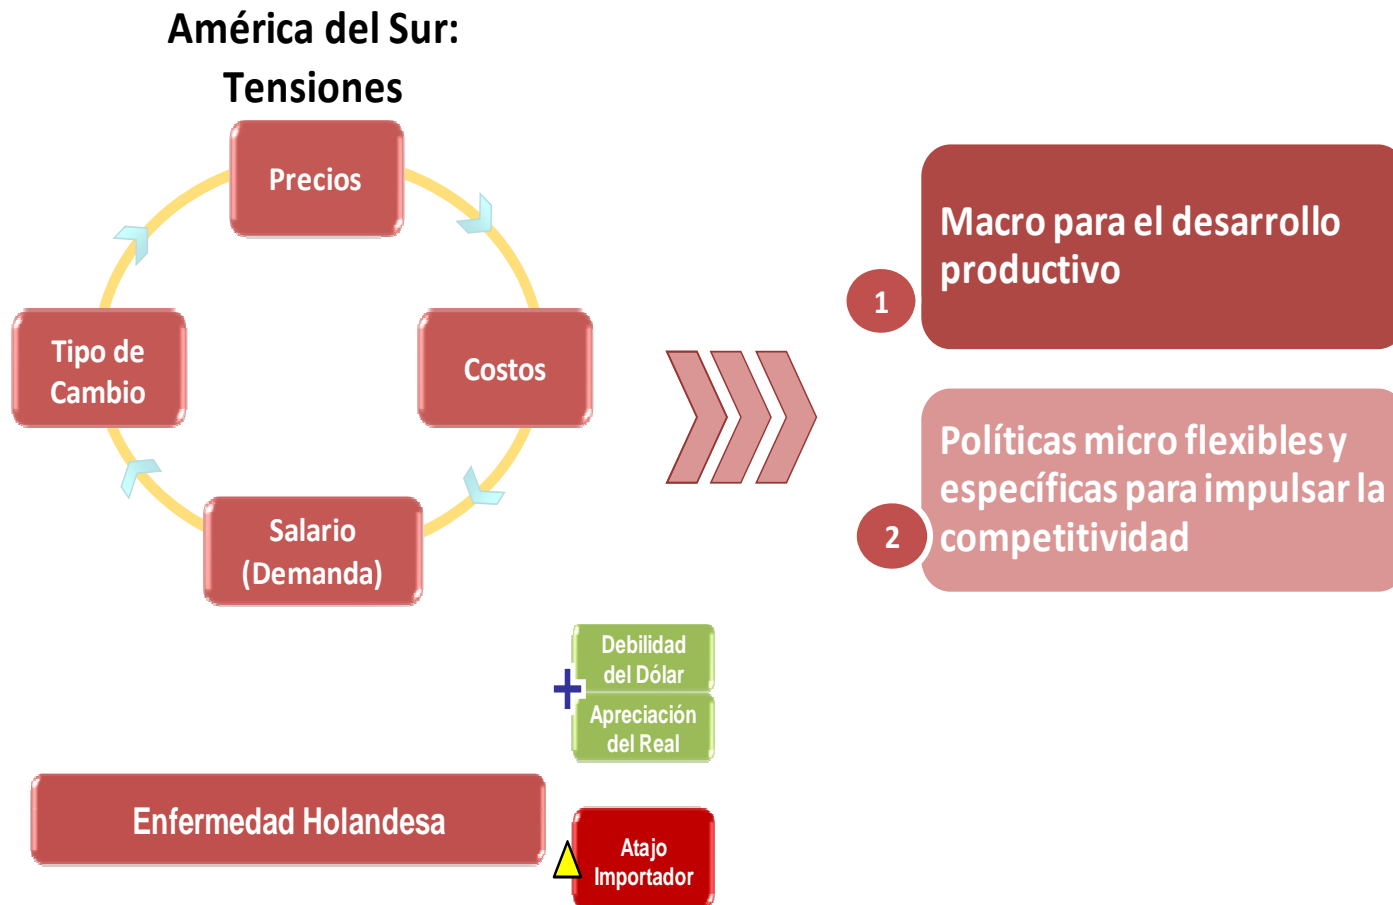 América del Sur:
Tensiones
Precios
Tipo de
Cambio
Costos
Salario
(Demanda)
1
Macro para el desarrollo
productivo
2
Políticas micro flexibles y
específicas para impulsar la
competitividad
+
Debilidad
del Dólar
Apreciación
del Real
Enfermedad Holandesa
Atajo
Importador